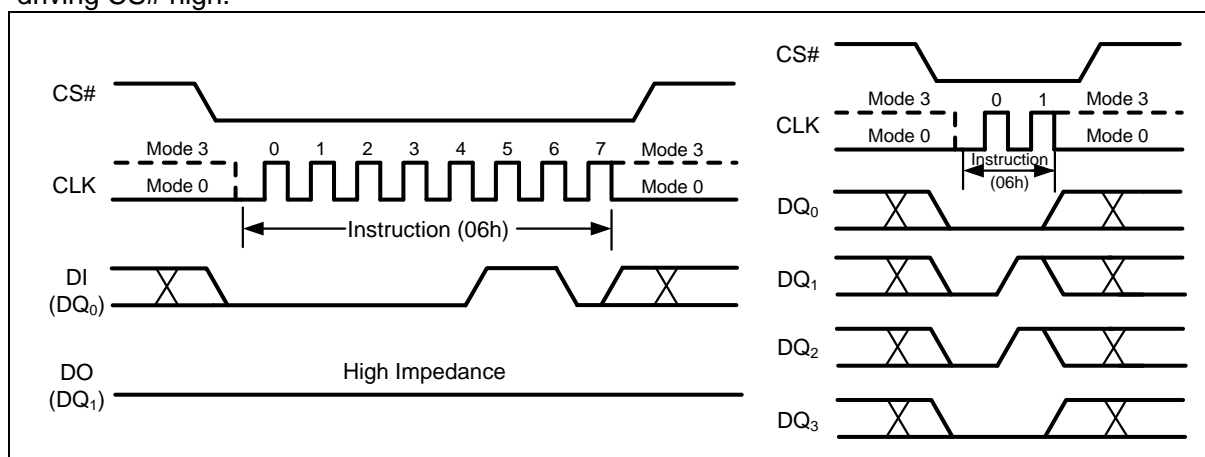 driving CS# high.
CS#
Mode 3 0 1 2 3 4 5 6 7 Mode 3
CLK
Mode 0 Mode 0
Instruction (06h)
DI
(DQ0)
DO
(DQ1)
High Impedance
CS#
Mode 3 0 1 Mode 3
CLK
Mode 0 Mode 0
Instruction
(06h)
DQ0
DQ1
DQ2
DQ3